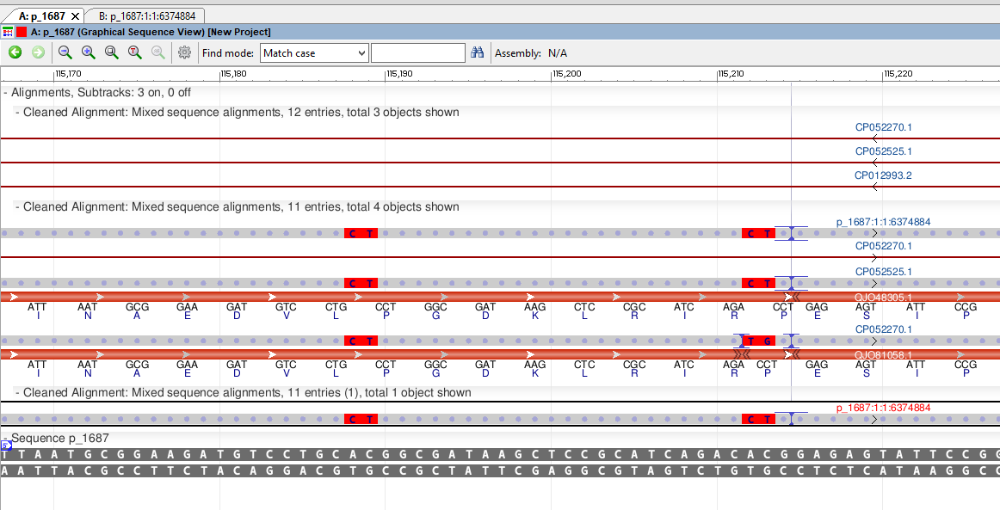 A: p_1687 ✕ B: p_1687:1:1:6374884
A: p_1687 (Graphical Sequence View) [New Project]
Find mode: Match case Assembly: N/A
115,170 115,180 115,190 115,200 115,210 115,220
- Alignments, Subtracks: 3 on, 0 off
- Cleaned Alignment: Mixed sequence alignments, 12 entries, total 3 objects shown
CP052270.1
CP052525.1
CP012993.2
- Cleaned Alignment: Mixed sequence alignments, 11 entries, total 4 objects shown
p_1687:1:1:6374884
C T C T
CP052270.1
CP052525.1
C T C T
QJO48305.1
ATT AAT GCG GAA GAT GTC CTG CCT GGC GAT AAG CTC CGC ATC AGA CCT GAG AGT ATT CCG
I N A E D V L P G D K L R I R P E S I P
CP052270.1
C T T G
QJO81058.1
ATT AAT GCG GAA GAT GTC CTG CCT GGC GAT AAG CTC CGC ATC AGA CCT GAG AGT ATT CCG
I N A E D V L P G D K L R I R P E S I P
- Cleaned Alignment: Mixed sequence alignments, 11 entries (1), total 1 object shown
p_1687:1:1:6374884
C T C T
- Sequence p_1687
T T A A T G C G G A A G A T G T C C T G C A C G G C G A T A A G C T C C G C A T C A G A C A C G G A G A G T A T T C C G G
A A T T A C G C C T T C T A C A G G A C G T G C C G C T A T T C G A G G C G T A G T C T G T G C C T C T C A T A A G G C C